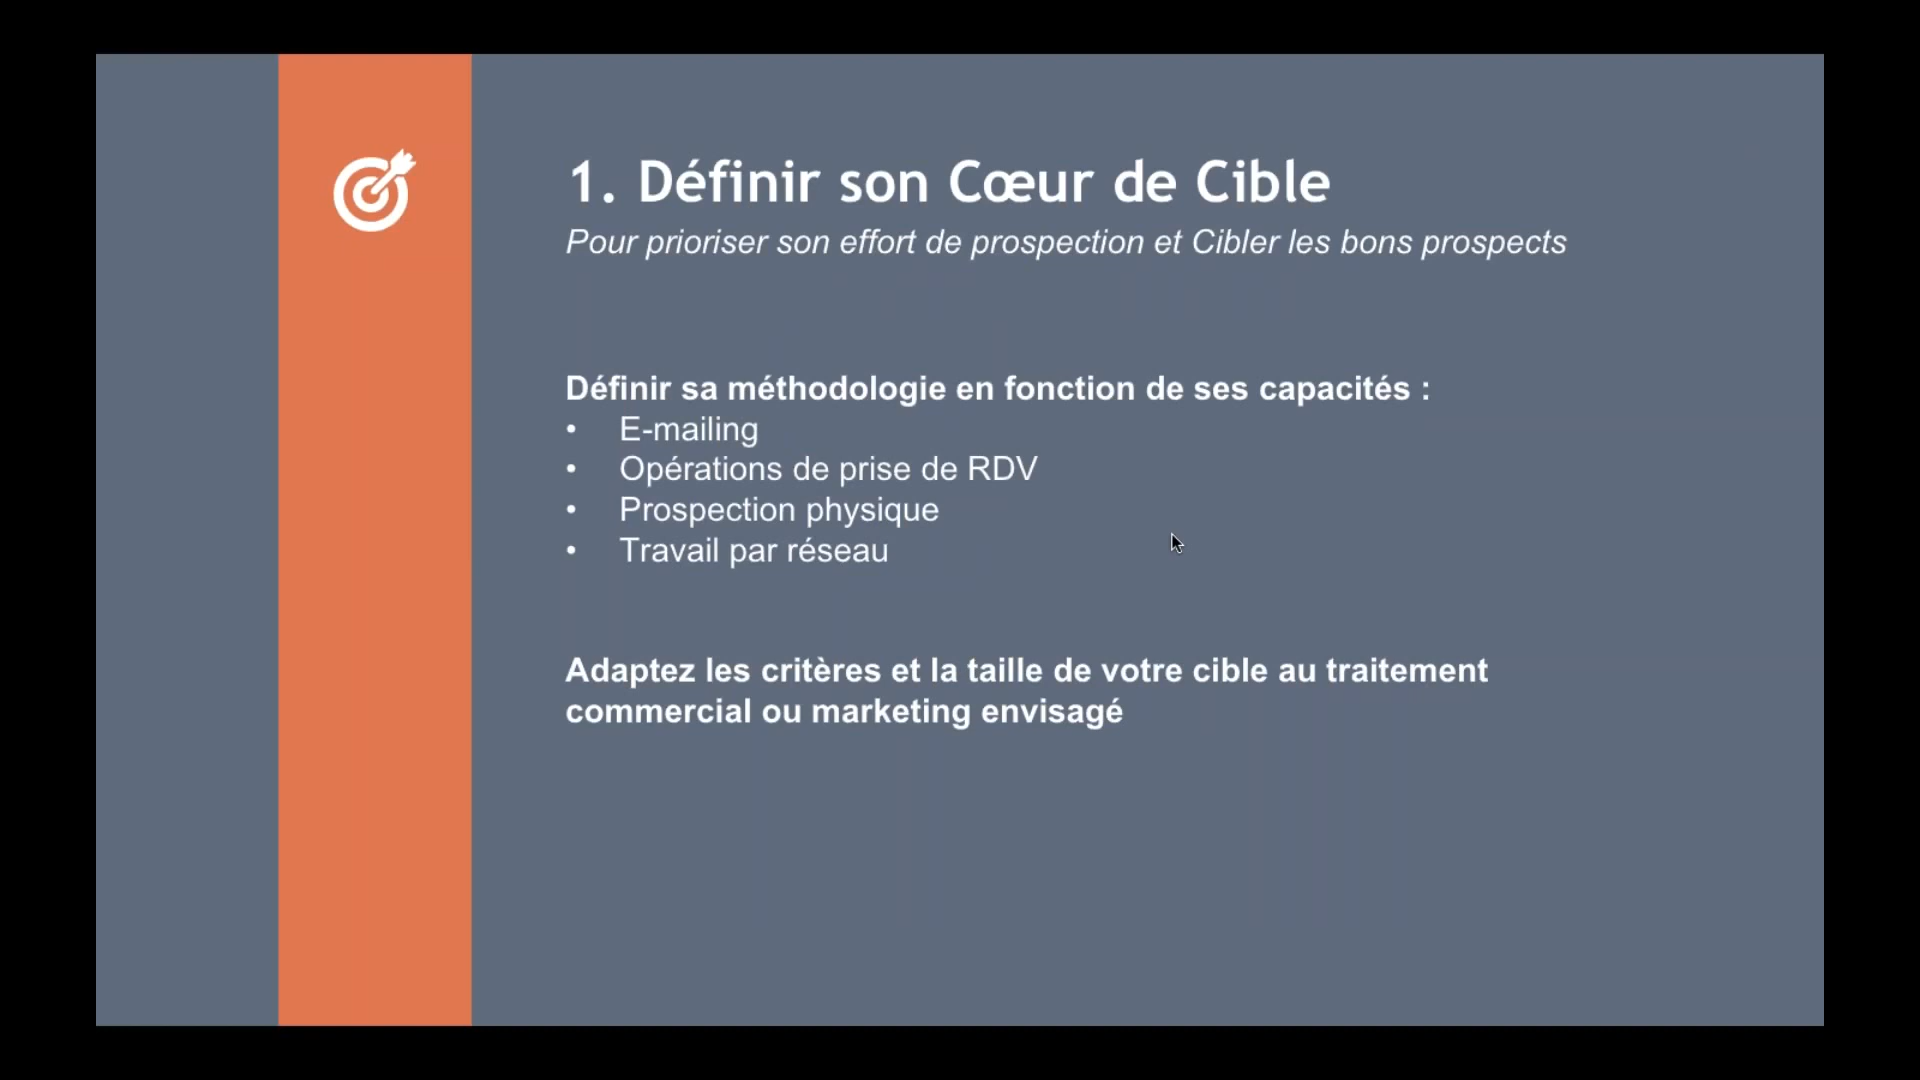 1. Définir son Cœur de Cible
Pour prioriser son effort de prospection et Cibler les bons prospects
Définir sa méthodologie en fonction de ses capacités :
• E-mailing
• Opérations de prise de RDV
• Prospection physique
• Travail par réseau
Adaptez les critères et la taille de votre cible au traitement
commercial ou marketing envisagé